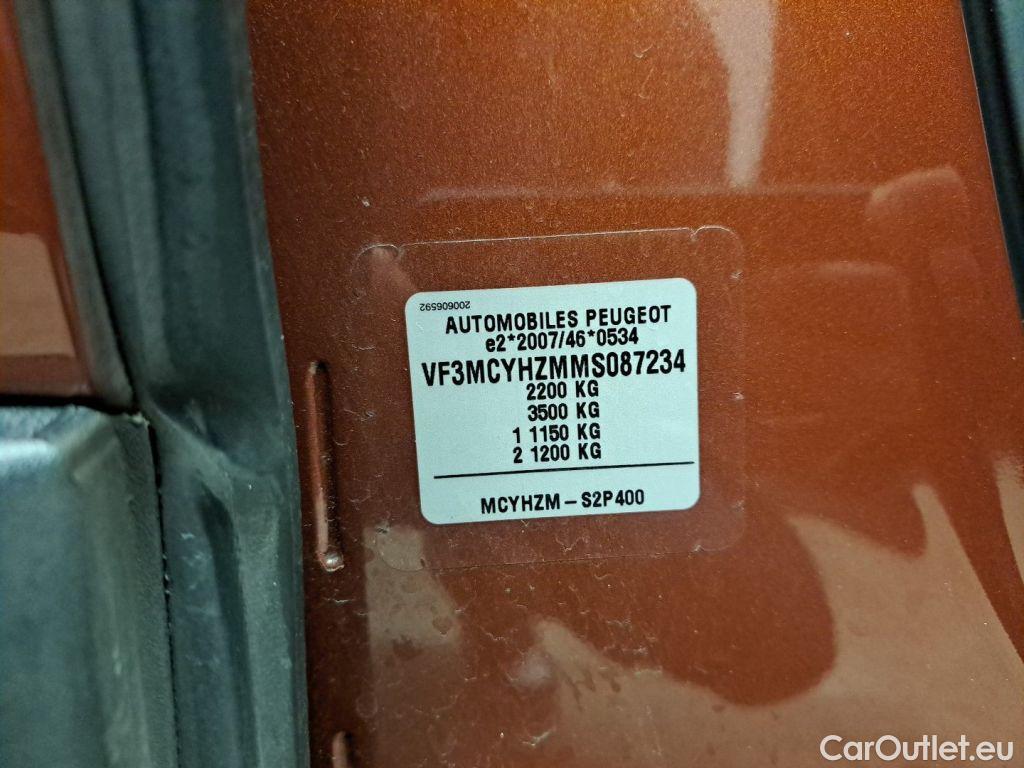 200606592
AUTOMOBILES PEUGEOT
e2*2007/46*0534
VF3MCYHZMMS087234
2200 KG
3500 KG
1 1150 KG
2 1200 KG
MCYHZM – S2P400
CarOutlet.eu